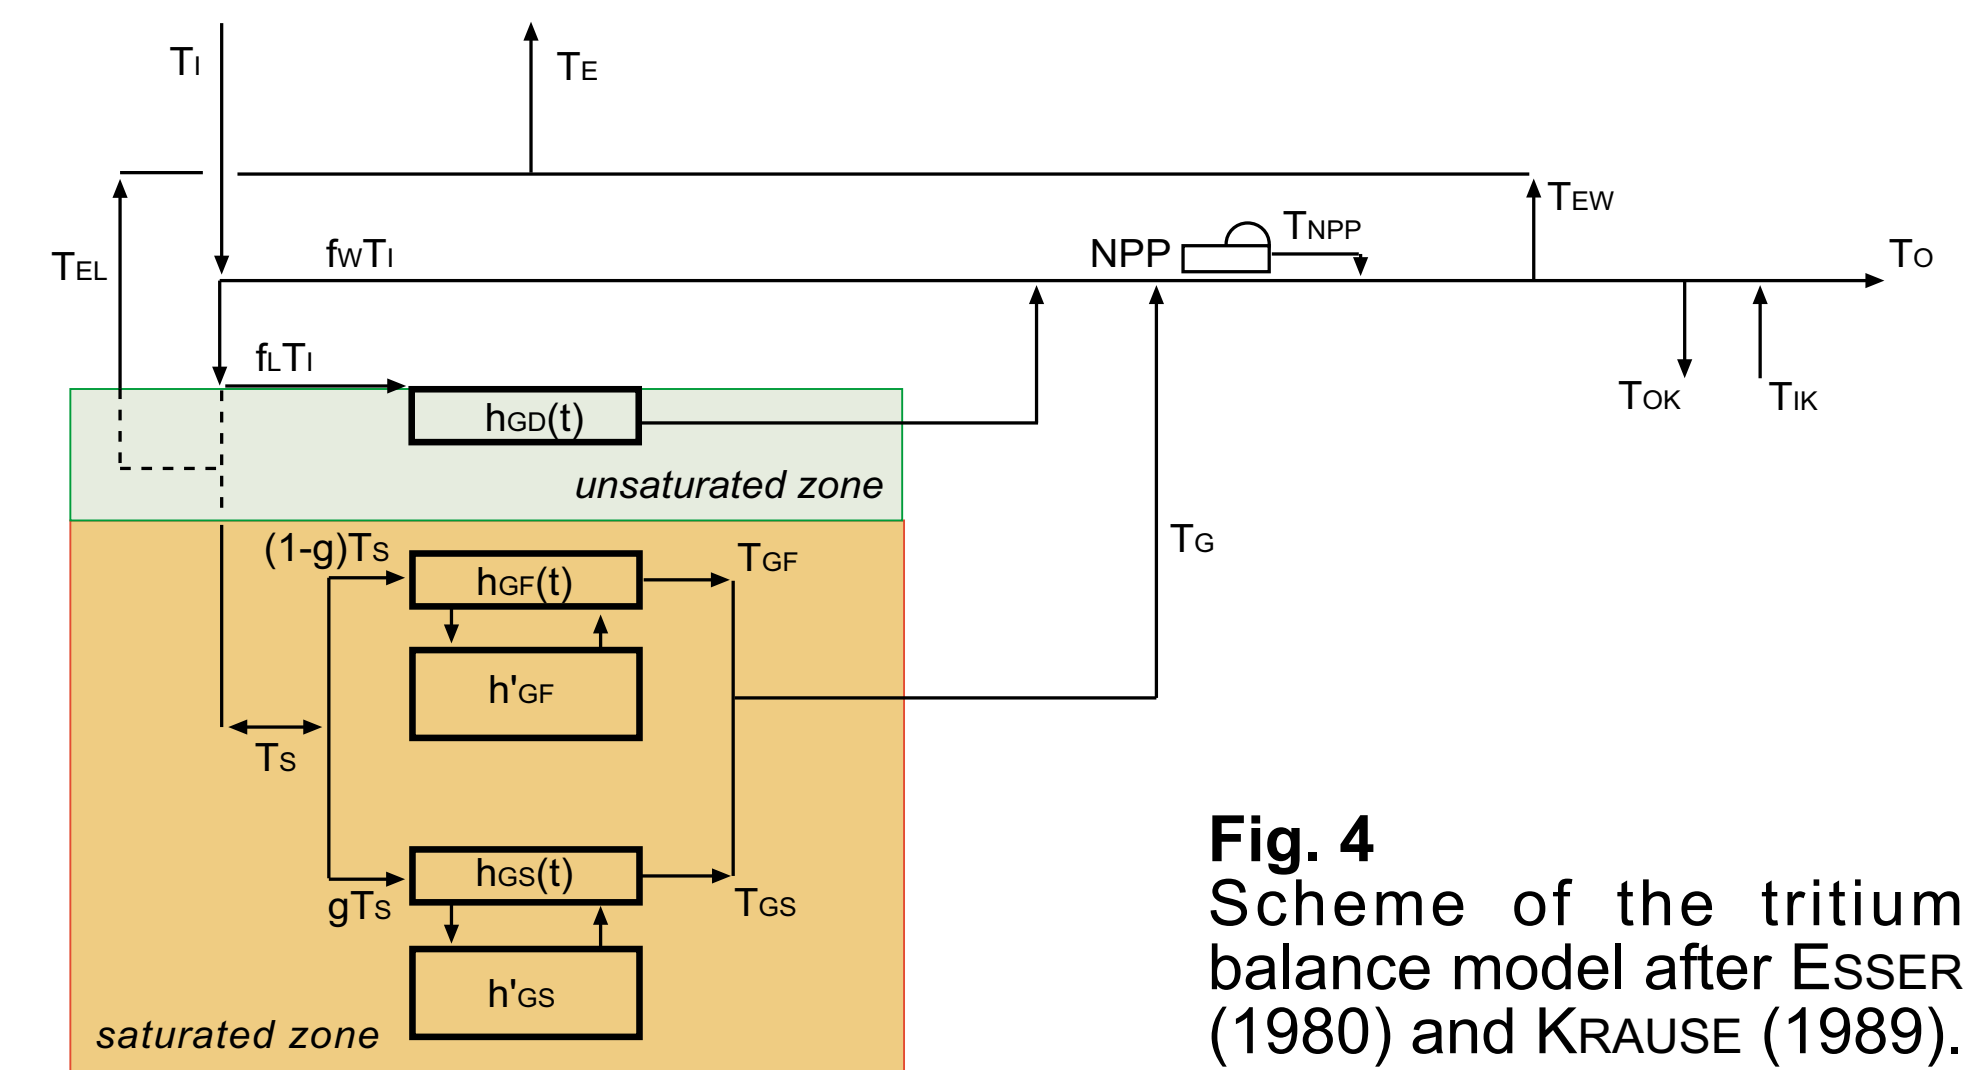 TI
TE
TEL
fWTI
NPP
TNPP
TEW
TO
fLTI
TOK
TIK
hGD(t)
unsaturated zone
(1-g)TS
hGF(t)
TGF
TG
h'GF
TS
hGS(t)
gTS
TGS
h'GS
saturated zone
Fig. 4
Scheme of the tritium
balance model after ESSER
(1980) and KRAUSE (1989).